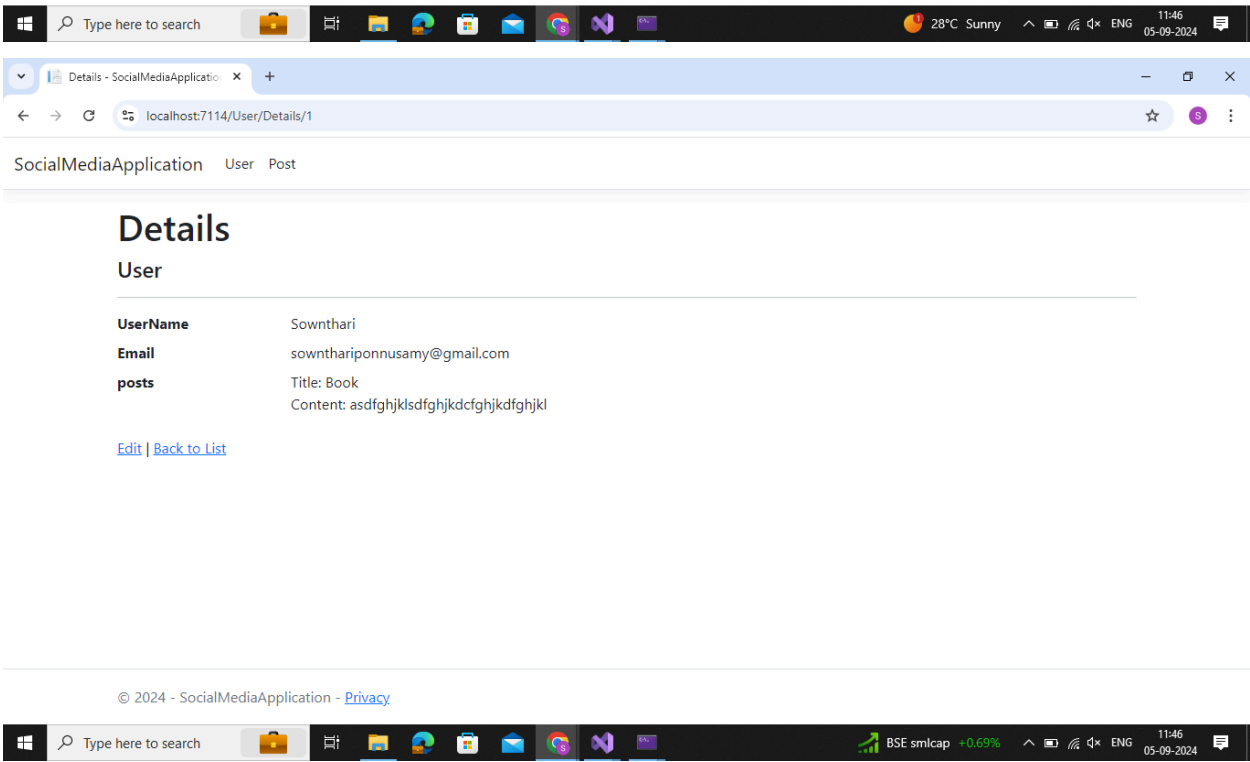 Type here to search 28°C Sunny ENG 11:46
05-09-2024
Details - SocialMediaApplicatio
localhost:7114/User/Details/1 S
SocialMediaApplication User Post
Details
User
UserName Sownthari
Email sownthariponnusamy@gmail.com
posts Title: Book
Content: asdfghjklsdfghjkdcfghjkdfghjkl
Edit | Back to List
© 2024 - SocialMediaApplication - Privacy
Type here to search BSE smlcap +0.69% ENG 11:46
05-09-2024